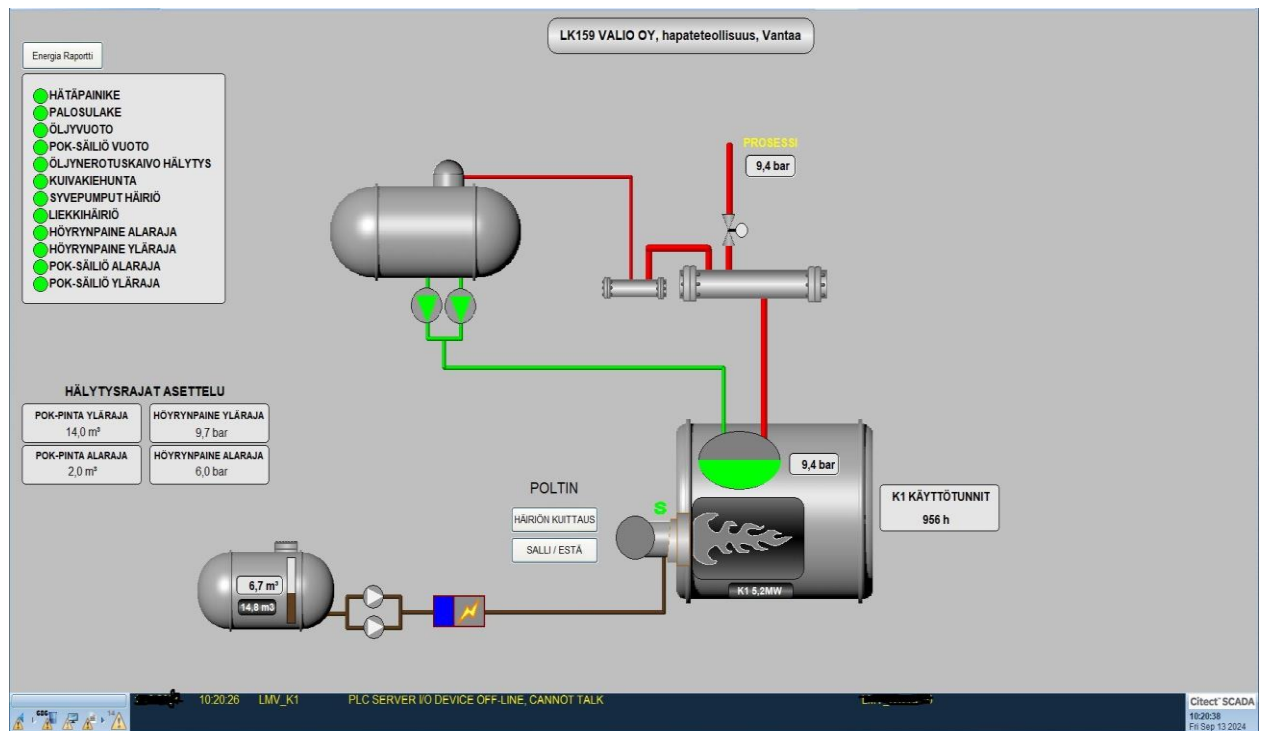 LK159 VALIO OY, hapateteollisuus, Vantaa
Energia Raportti
HÄTÄPAINIKE
PALOSULAKE
ÖLJYVUOTO
POK-SÄILIÖ VUOTO
ÖLJYNEROTUSKAIVO HÄLYTYS
KUIVAKIEHUNTA
SYVEPUMPUT HÄIRIÖ
LIEKKIHÄIRIÖ
HÖYRYNPAINE ALARAJA
HÖYRYNPAINE YLÄRAJA
POK-SÄILIÖ ALARAJA
POK-SÄILIÖ YLÄRAJA
PROSESSI
9,4 bar
HÄLYTYSRAJAT ASETTELU
POK-PINTA YLÄRAJA
14,0 m³
HÖYRYNPAINE YLÄRAJA
9,7 bar
POK-PINTA ALARAJA
2,0 m³
HÖYRYNPAINE ALARAJA
6,0 bar
POLTIN
HÄIRIÖN KUITTAUS
SALLI / ESTÄ
S
9,4 bar
K1 5,2MW
K1 KÄYTTÖTUNNIT
956 h
6,7 m³
14,8 m3
10:20:26 LMV_K1 PLC SERVER I/O DEVICE OFF-LINE, CANNOT TALK
Citect SCADA
10:20:38
Fri Sep 13 2024